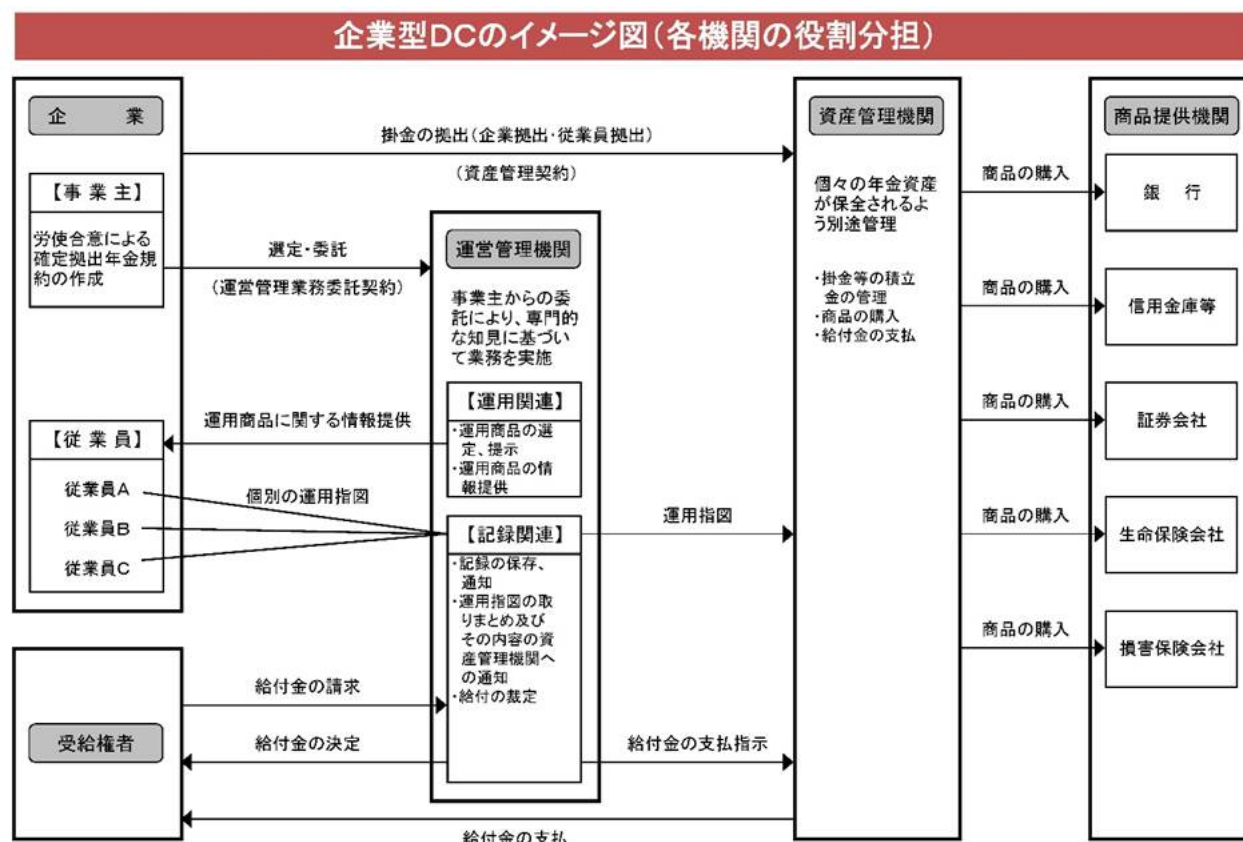 企業型DCのイメージ図(各機関の役割分担)
企 業
【事 業 主】
労使合意による
確定拠出年金規
約の作成
掛金の拠出(企業拠出・従業員拠出)
(資産管理契約)
選定・委託
(運営管理業務委託契約)
運営管理機関
事業主からの委
託により、専門的
な知見に基づい
て業務を実施
【運用関連】
・運用商品の選
定、提示
・運用商品の情
報提供
運用商品に関する情報提供
【従 業 員】
従業員A
従業員B
従業員C
個別の運用指図
【記録関連】
・記録の保存、
通知
・運用指図の取
りまとめ及び
その内容の資
産管理機関へ
の通知
・給付の裁定
運用指図
資産管理機関
個々の年金資産
が保全されるよ
う別途管理
・掛金等の積立
金の管理
・商品の購入
・給付金の支払
商品提供機関
商品の購入
銀 行
商品の購入
信用金庫等
商品の購入
証券会社
商品の購入
生命保険会社
商品の購入
損害保険会社
受給権者
給付金の請求
給付金の決定
給付金の支払指示
給付金の支払